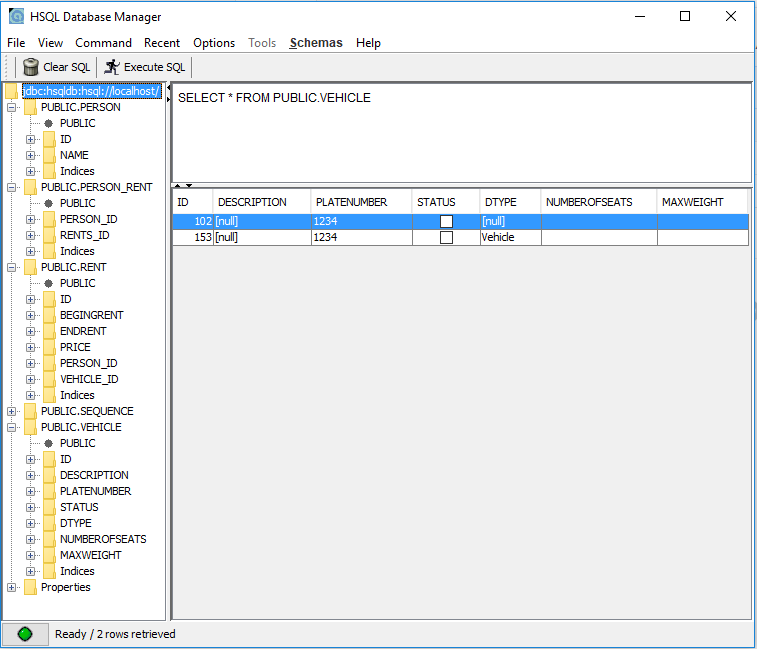 HSQL Database Manager
File View Command Recent Options Tools Schemas Help
Clear SQL Execute SQL
jdbc:hsqldb:hsql://localhost/
PUBLIC.PERSON
PUBLIC
ID
NAME
Indices
PUBLIC.PERSON_RENT
PUBLIC
PERSON_ID
RENTS_ID
Indices
PUBLIC.RENT
PUBLIC
ID
BEGINGRENT
ENDRENT
PRICE
PERSON_ID
VEHICLE_ID
Indices
PUBLIC.SEQUENCE
PUBLIC.VEHICLE
PUBLIC
ID
DESCRIPTION
PLATENUMBER
STATUS
DTYPE
NUMBEROFSEATS
MAXWEIGHT
Indices
Properties
SELECT * FROM PUBLIC.VEHICLE
ID DESCRIPTION PLATENUMBER STATUS DTYPE NUMBEROFSEATS MAXWEIGHT
102 [null] 1234 [null]
153 [null] 1234 Vehicle
Ready / 2 rows retrieved